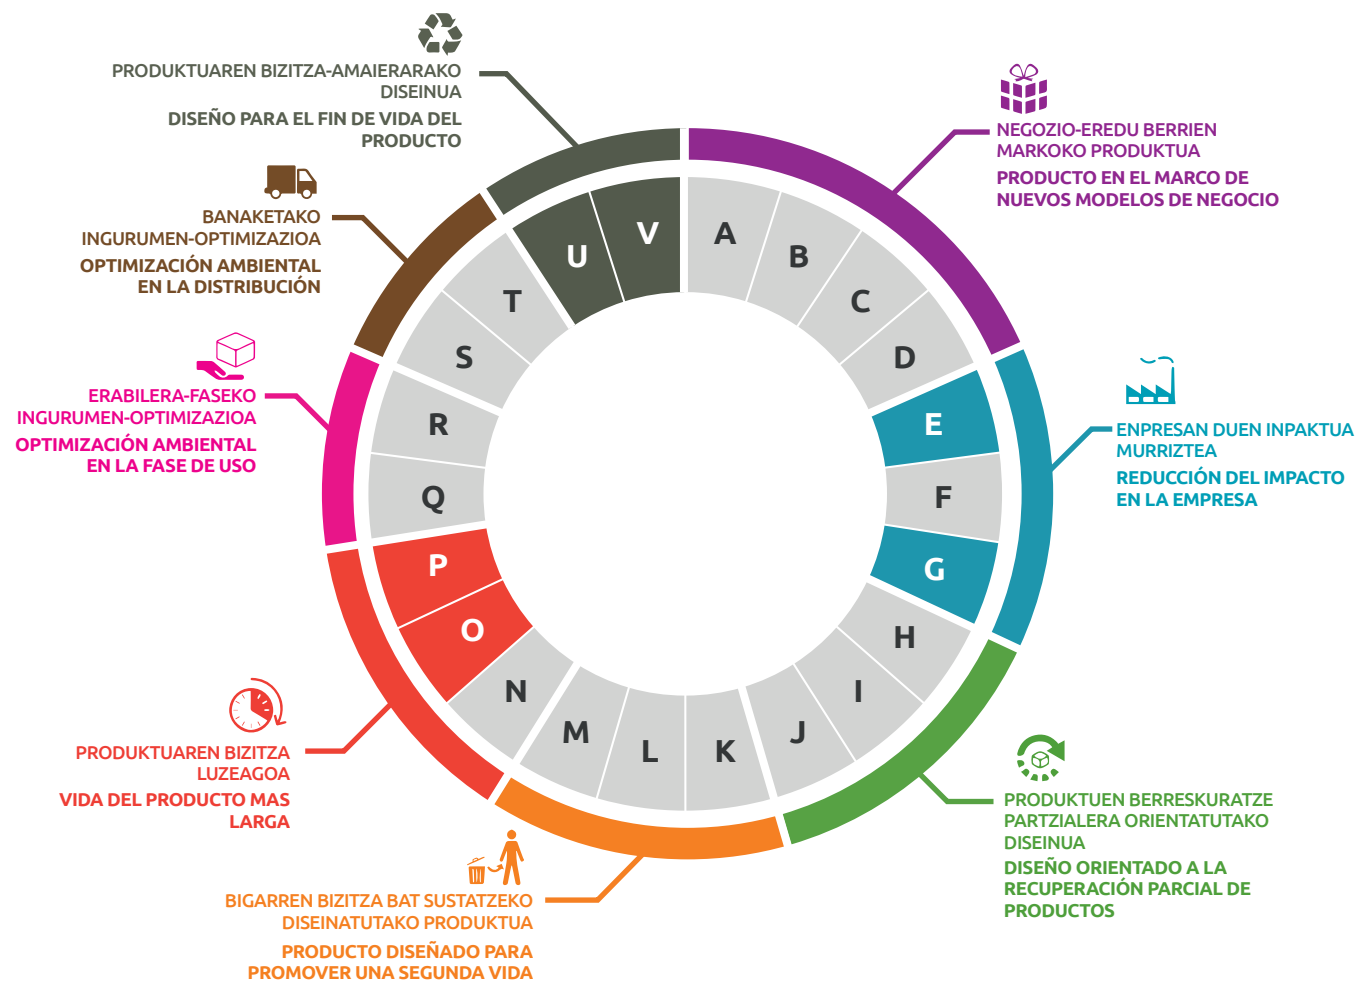 PRODUKTUAREN BIZITZA-AMAIERARAKO
DISEINUA
DISEÑO PARA EL FIN DE VIDA DEL
PRODUCTO
NEGOZIO-EREDU BERRIEN
MARKOKO PRODUKTUA
PRODUCTO EN EL MARCO DE
NUEVOS MODELOS DE NEGOCIO
BANAKETAKO
INGURUMEN-OPTIMIZAZIOA
OPTIMIZACIÓN AMBIENTAL
EN LA DISTRIBUCIÓN
ERABILERA-FASEKO
INGURUMEN-OPTIMIZAZIOA
OPTIMIZACIÓN AMBIENTAL
EN LA FASE DE USO
ENPRESAN DUEN INPAKTUA
MURRIZTEA
REDUCCIÓN DEL IMPACTO
EN LA EMPRESA
PRODUKTUAREN BIZITZA
LUZEAGOA
VIDA DEL PRODUCTO MAS
LARGA
PRODUKTUEN BERRESKURATZE
PARTZIALERA ORIENTATUTAKO
DISEINUA
DISEÑO ORIENTADO A LA
RECUPERACIÓN PARCIAL DE
PRODUCTOS
BIGARREN BIZITZA BAT SUSTATZEKO
DISEINATUTAKO PRODUKTUA
PRODUCTO DISEÑADO PARA
PROMOVER UNA SEGUNDA VIDA
A
B
C
D
E
F
G
H
I
J
K
L
M
N
O
P
Q
R
S
T
U
V